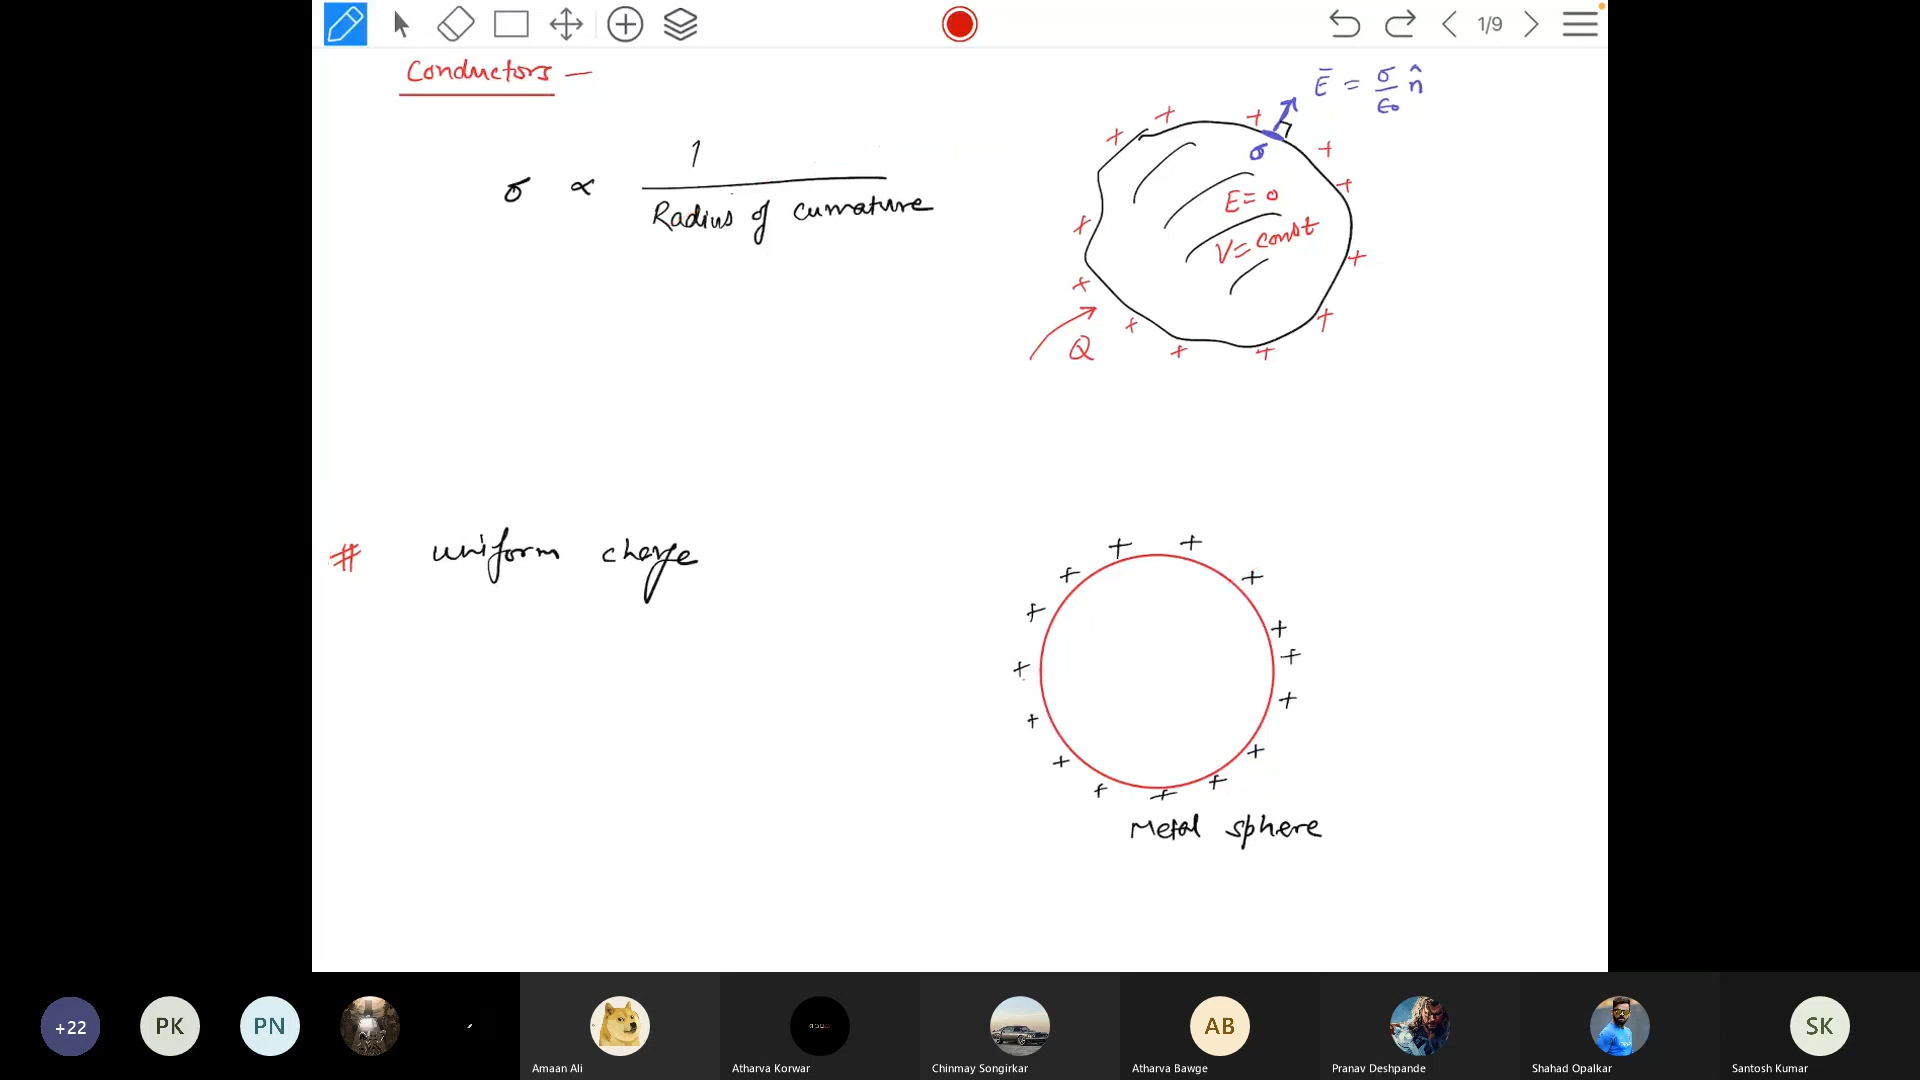 1/9
Conductors —
Ē = σ/ϵ₀ n̂
σ ∝ 1 / Radius of curvature
σ
E = 0
V = const
Q
# uniform charge
Metal sphere
+22
PK
PN
AB
SK
Amaan Ali
Atharva Korwar
Chinmay Songirkar
Atharva Bawge
Pranav Deshpande
Shahad Opalkar
Santosh Kumar